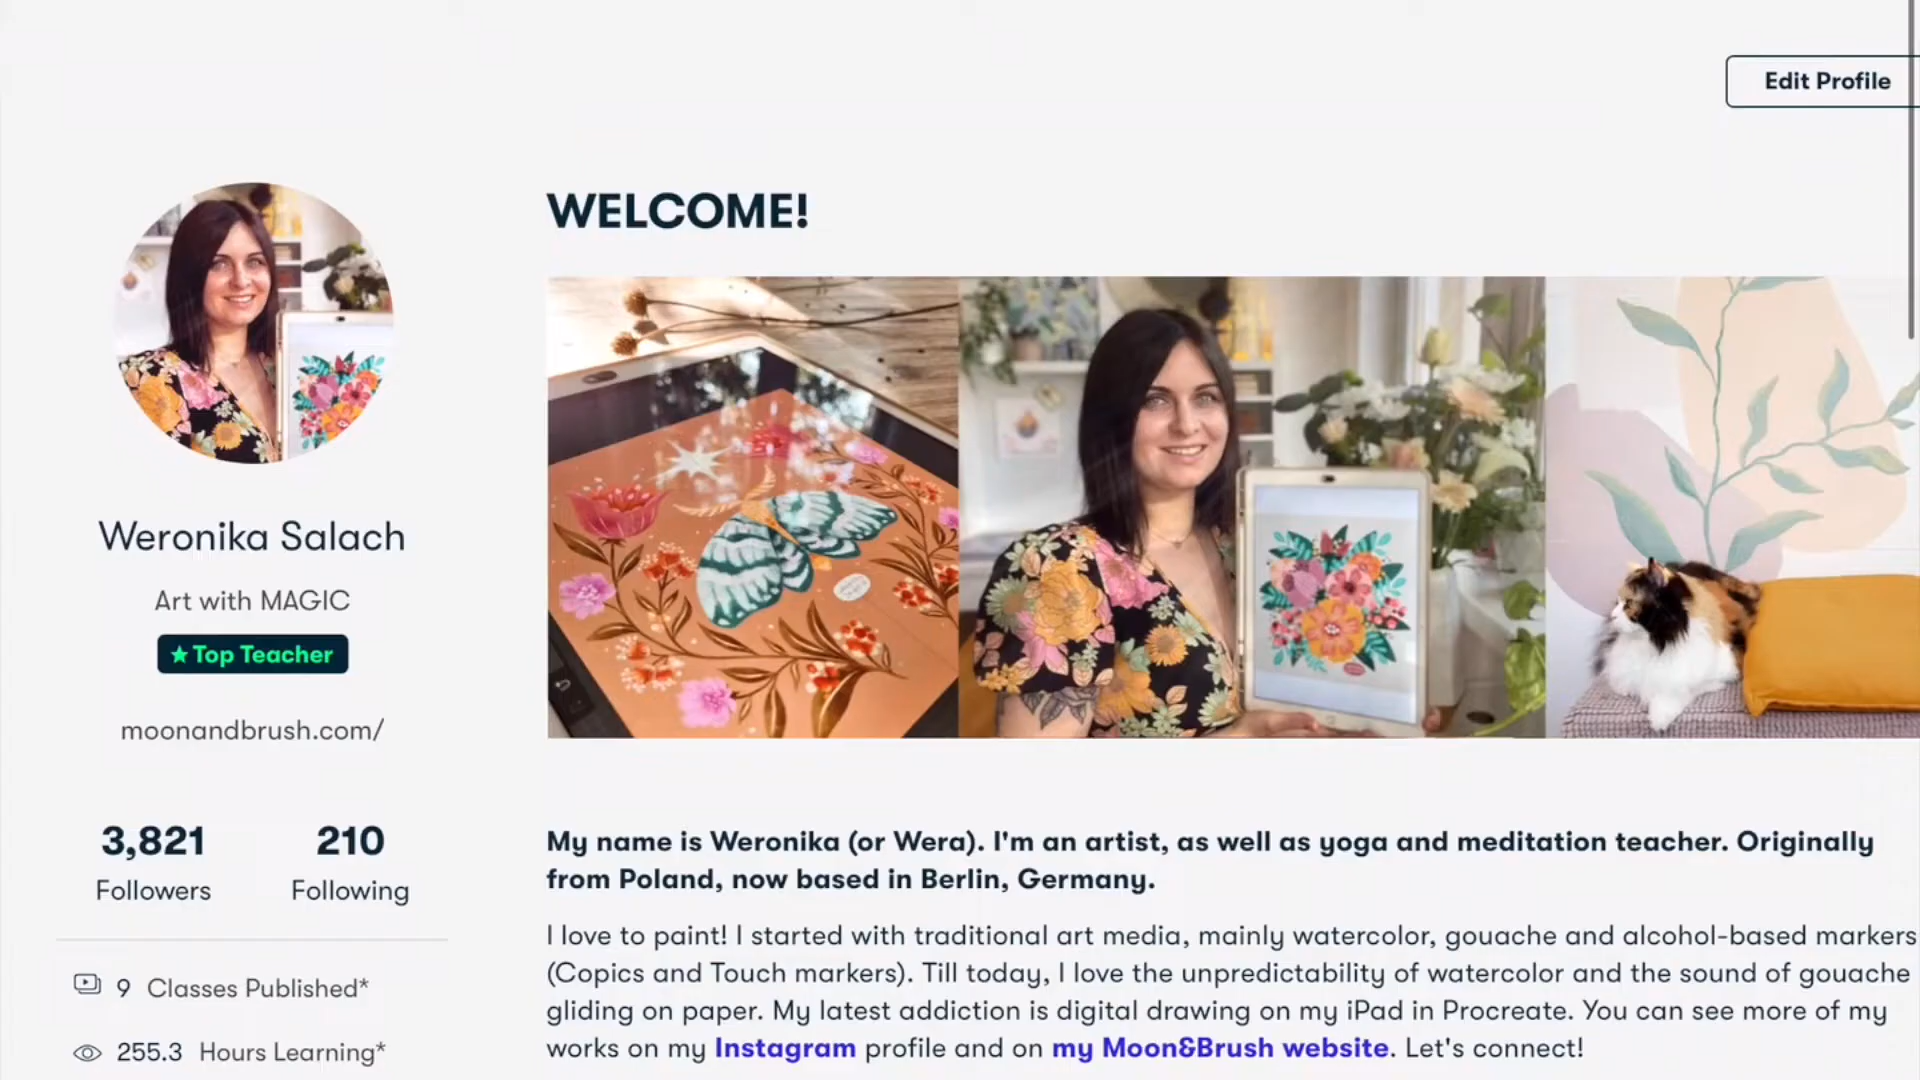 Edit Profile
WELCOME!
Weronika Salach
Art with MAGIC
★Top Teacher
moonandbrush.com/
3,821
Followers
210
Following
9 Classes Published*
255.3 Hours Learning*
My name is Weronika (or Wera). I'm an artist, as well as yoga and meditation teacher. Originally
from Poland, now based in Berlin, Germany.
I love to paint! I started with traditional art media, mainly watercolor, gouache and alcohol-based markers
(Copics and Touch markers). Till today, I love the unpredictability of watercolor and the sound of gouache
gliding on paper. My latest addiction is digital drawing on my iPad in Procreate. You can see more of my
works on my Instagram profile and on my Moon&Brush website. Let's connect!